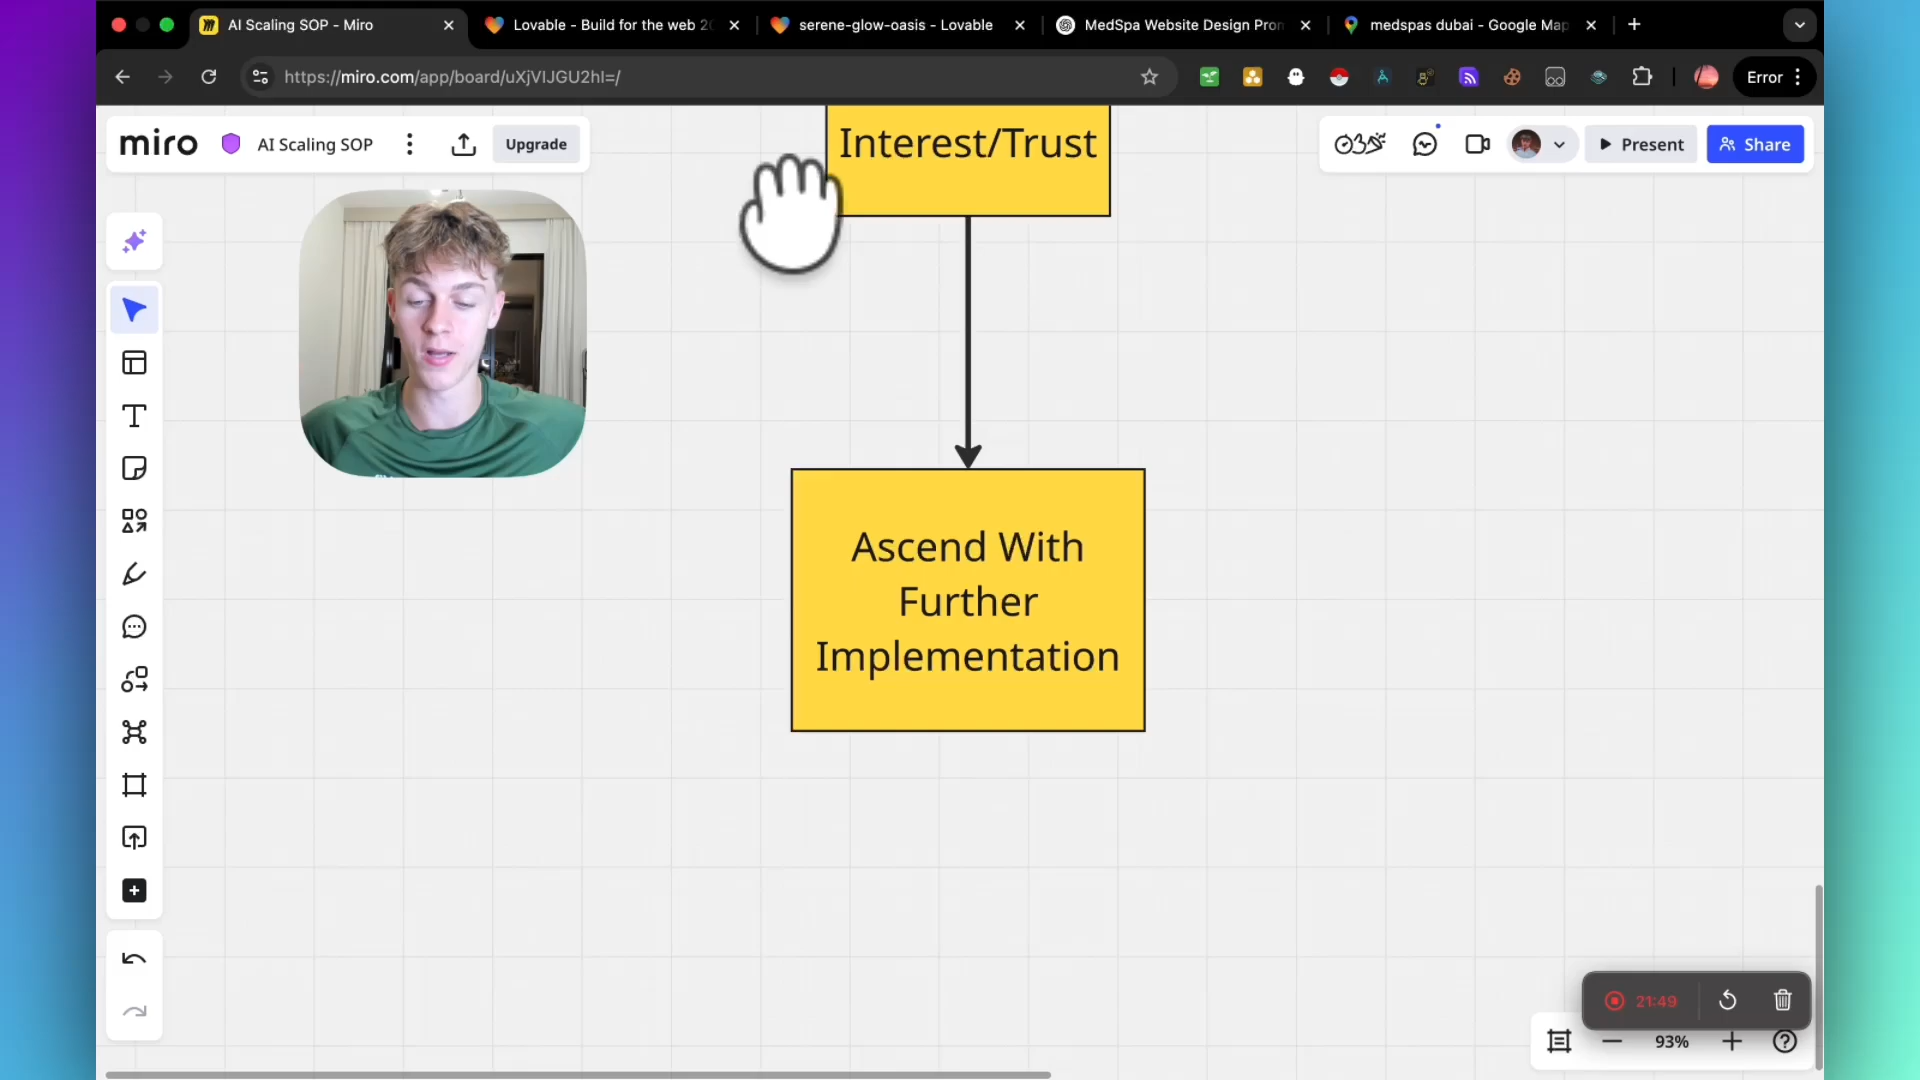 AI Scaling SOP - Miro
Lovable - Build for the web 20
serene-glow-oasis - Lovable
MedSpa Website Design Pron
medspas dubai - Google Map
https://miro.com/app/board/uXjVIJGU2hI=/
Error
miro
AI Scaling SOP
Upgrade
Present
Share
Interest/Trust
Ascend With
Further
Implementation
21:49
93%